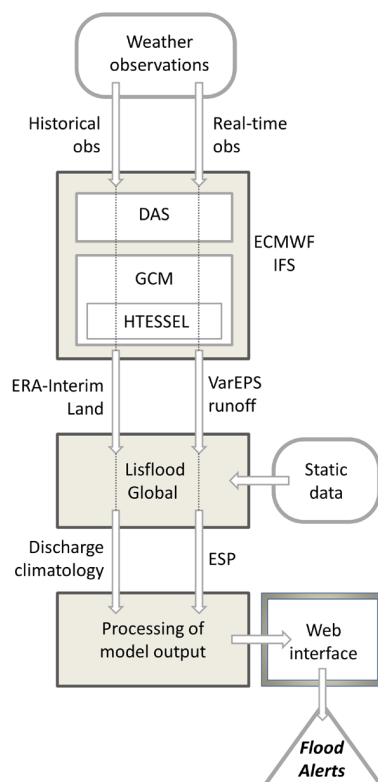 Weather
observations
Historical
obs
Real-time
obs
DAS
ECMWF
IFS
GCM
HTESSEL
ERA-Interim
Land
VarEPS
runoff
Lisflood
Global
Static
data
Discharge
climatology
ESP
Processing of
model output
Web
interface
Flood
Alerts